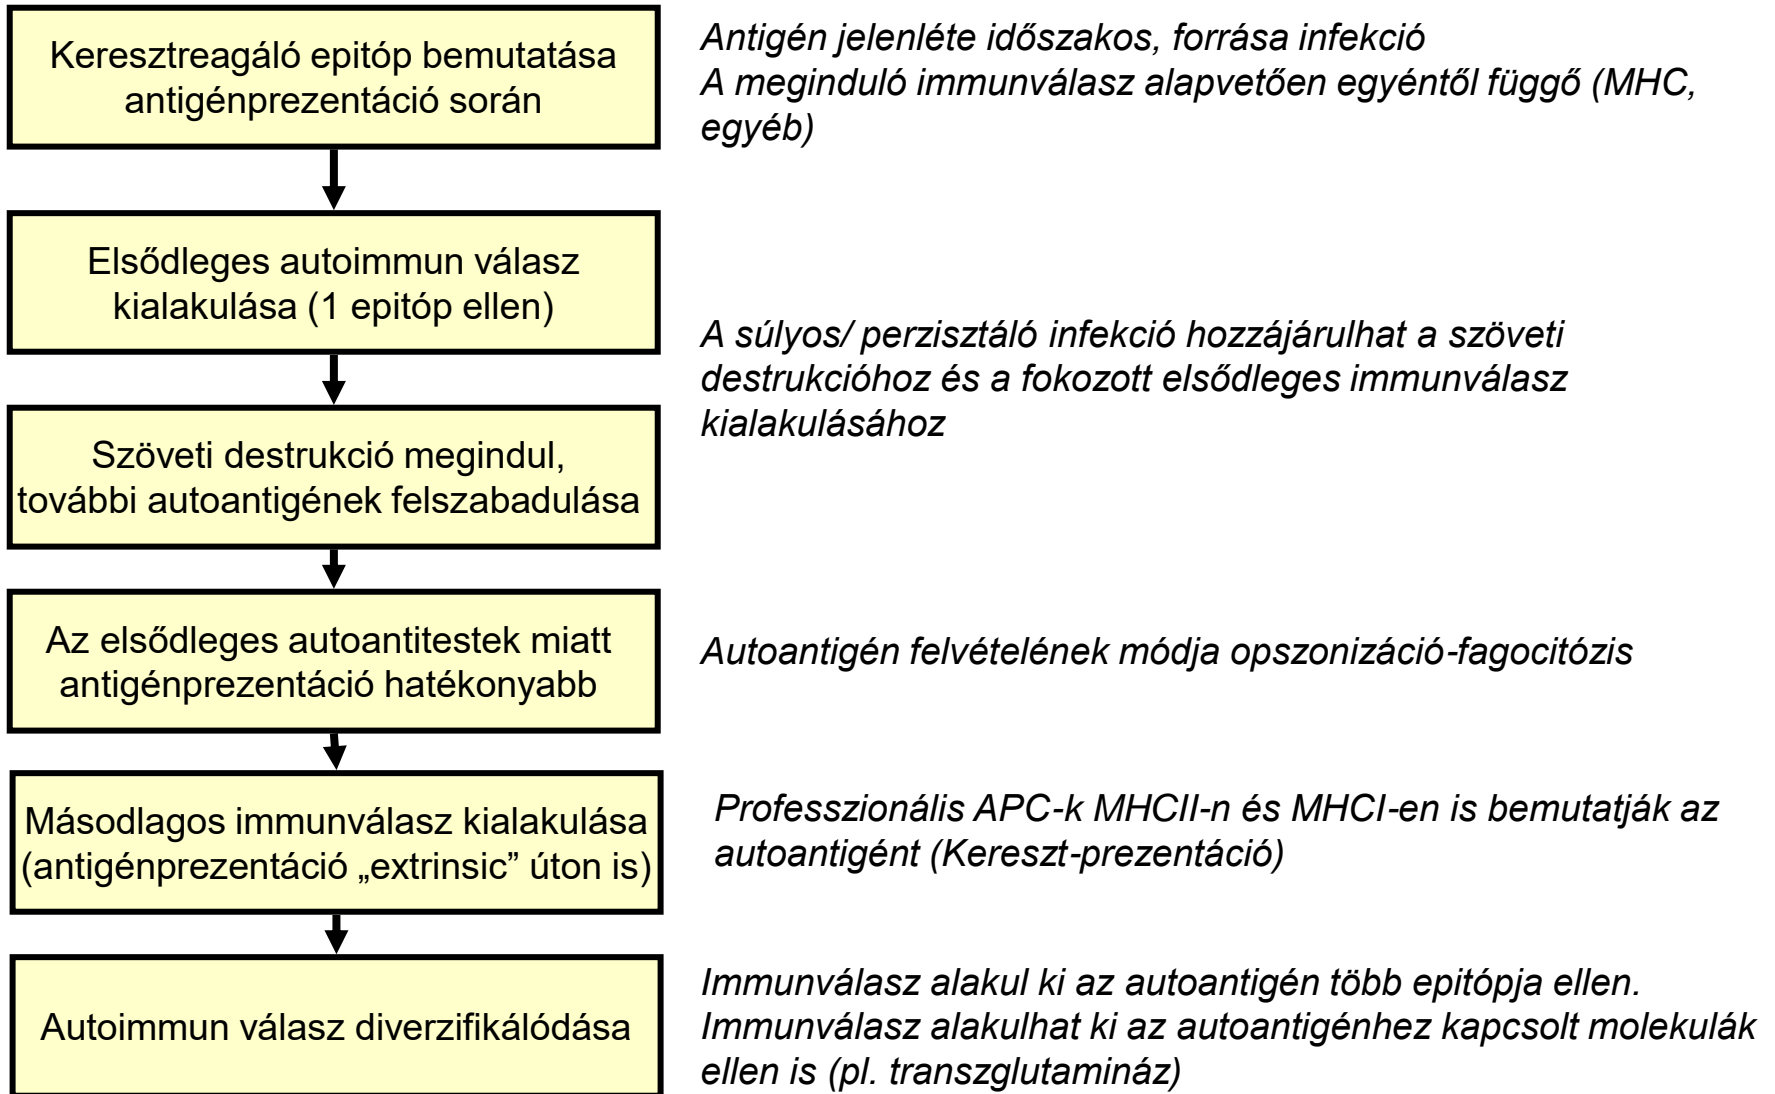 Keresztreagáló epitóp bemutatása
antigénprezentáció során
Antigén jelenléte időszakos, forrása infekció
A meginduló immunválasz alapvetően egyéntől függő (MHC,
egyéb)
Elsődleges autoimmun válasz
kialakulása (1 epitóp ellen)
A súlyos/ perzisztáló infekció hozzájárulhat a szöveti
destrukcióhoz és a fokozott elsődleges immunválasz
kialakulásához
Szöveti destrukció megindul,
további autoantigének felszabadulása
Az elsődleges autoantitestek miatt
antigénprezentáció hatékonyabb
Autoantigén felvételének módja opszonizáció-fagocitózis
Másodlagos immunválasz kialakulása
(antigénprezentáció „extrinsic” úton is)
Professzionális APC-k MHCII-n és MHCI-en is bemutatják az
autoantigént (Kereszt-prezentáció)
Autoimmun válasz diverzifikálódása
Immunválasz alakul ki az autoantigén több epitópja ellen.
Immunválasz alakulhat ki az autoantigénhez kapcsolt molekulák
ellen is (pl. transzglutamináz)